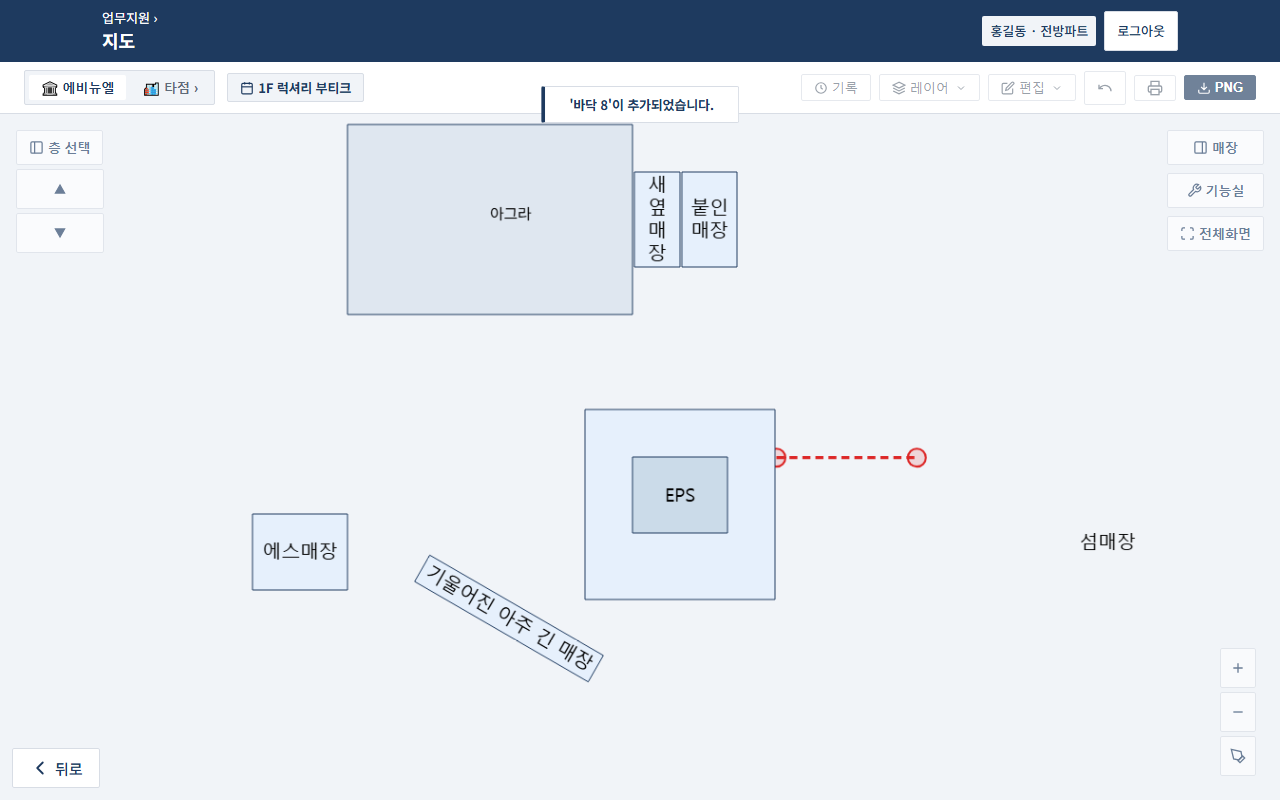 업무지원 ›
지도
홍길동 · 전방파트
로그아웃
에비뉴엘
타점 ›
1F 럭셔리 부티크
'바닥 8'이 추가되었습니다.
기록
레이어
편집
PNG
층 선택
▲
▼
매장
기능실
전체화면
아그라
새
옆
매
장
붙인
매장
EPS
에스매장
기울어진 아주 긴 매장
섬매장
+
−
뒤로